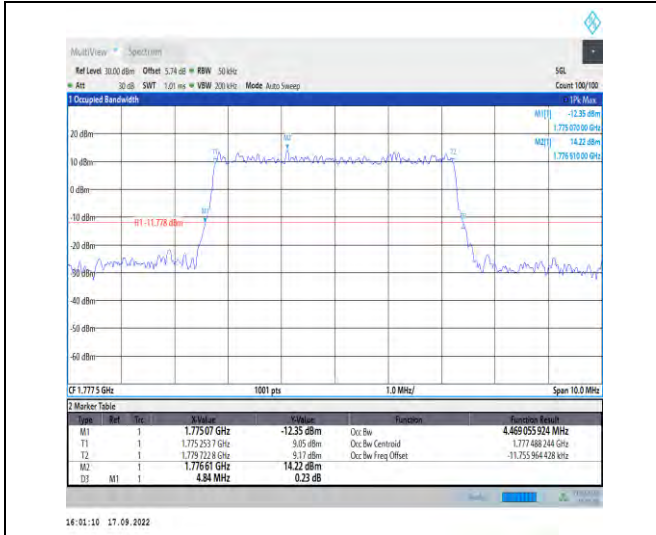 MultiView Spectrum
Ref Level 30.00 dBm Offset 5.74 dB RBW 50 kHz SGL
Att 30 dB SWT 1.01 ms VBW 200 kHz Mode Auto Sweep Count 100/100
1 Occupied Bandwidth 1Pk Max
M1[1] -12.35 dBm
1.775 070 00 GHz
M2[1] 14.22 dBm
1.776 610 00 GHz
20 dBm
M2
T1 T2
10 dBm
0 dBm
M1
-10 dBm
H1 -11.778 dBm
-20 dBm
-30 dBm
-40 dBm
-50 dBm
-60 dBm
CF 1.777 5 GHz 1001 pts 1.0 MHz/ Span 10.0 MHz
2 Marker Table
Type Ref Trc X-Value Y-Value Function Function Result
M1 1 1.775 07 GHz -12.35 dBm Occ Bw 4.469 055 924 MHz
T1 1 1.775 253 7 GHz 9.05 dBm Occ Bw Centroid 1.777 488 244 GHz
T2 1 1.779 722 8 GHz 9.17 dBm Occ Bw Freq Offset -11.755 964 428 kHz
M2 1 1.776 61 GHz 14.22 dBm
D3 M1 1 4.84 MHz 0.23 dB
16:01:10 17.09.2022